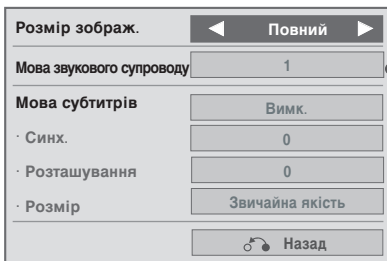 Розмір зображ. ◀ Повний ▶
Мова звукового супроводу 1
Мова субтитрів Вимк.
· Синх. 0
· Розташування 0
· Розмір Звичайна якість
Назад